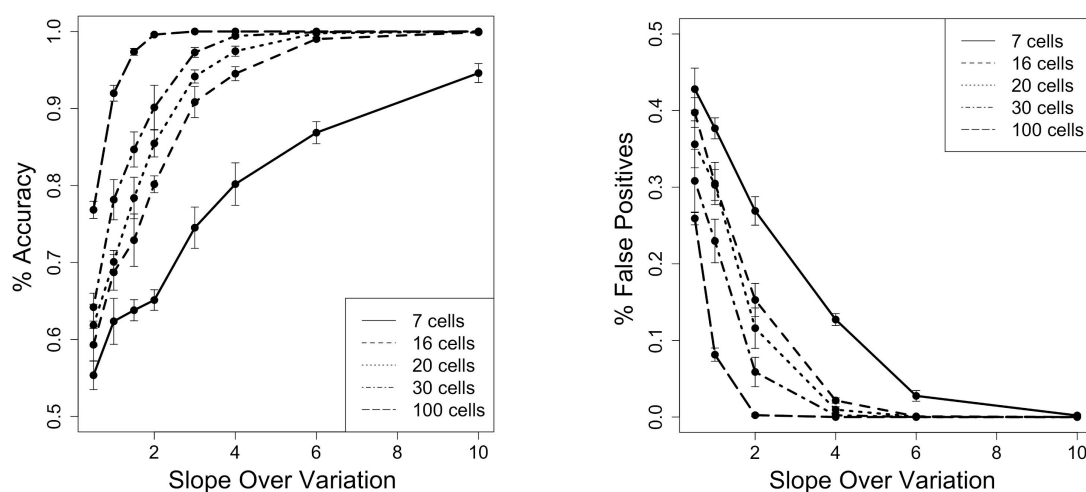 % Accuracy
1.0
0.9
0.8
0.7
0.6
0.5
7 cells
16 cells
20 cells
30 cells
100 cells
2 4 6 8 10
Slope Over Variation
% False Positives
0.5
0.4
0.3
0.2
0.1
0.0
7 cells
16 cells
20 cells
30 cells
100 cells
2 4 6 8 10
Slope Over Variation